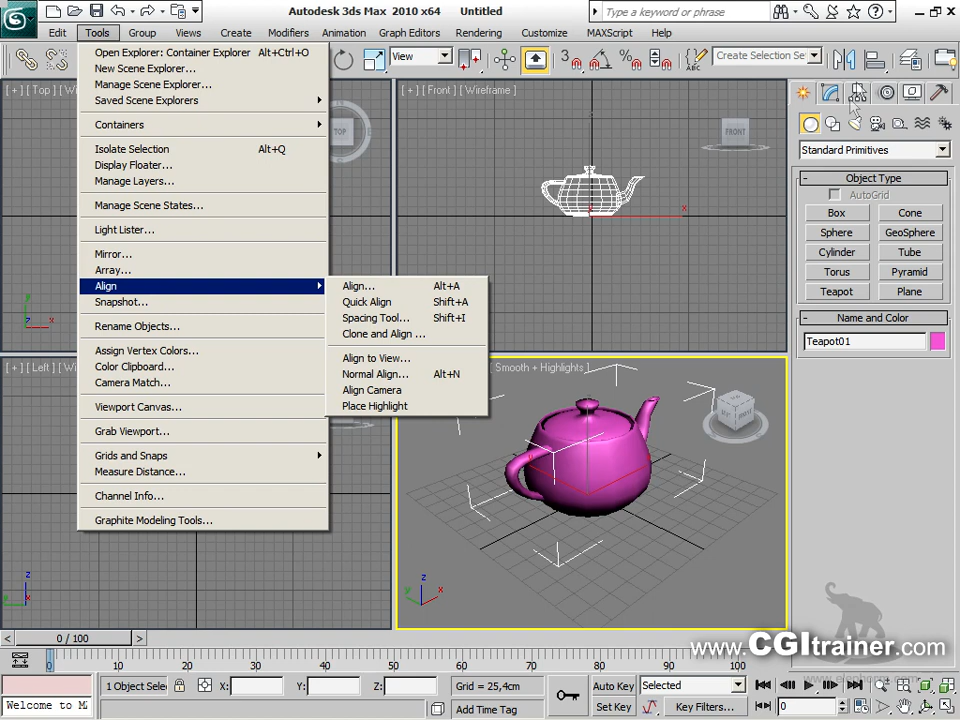 Autodesk 3ds Max 2010 x64 Untitled
Type a keyword or phrase
Edit Tools Group Views Create Modifiers Animation Graph Editors Rendering Customize MAXScript Help
View
Create Selection Se
Open Explorer: Container Explorer Alt+Ctrl+O
New Scene Explorer...
Manage Scene Explorer...
Saved Scene Explorers
Containers
Isolate Selection Alt+Q
Display Floater...
Manage Layers...
Manage Scene States...
Light Lister...
Mirror...
Array...
Align
Snapshot...
Rename Objects...
Assign Vertex Colors...
Color Clipboard...
Camera Match...
Viewport Canvas...
Grab Viewport...
Grids and Snaps
Measure Distance...
Channel Info...
Graphite Modeling Tools...
Align... Alt+A
Quick Align Shift+A
Spacing Tool... Shift+I
Clone and Align ...
Align to View...
Normal Align... Alt+N
Align Camera
Place Highlight
[ + ] [ Top ] [ Wi
TOP
[ + ] [ Front ] [ Wireframe ]
FRONT
x
[ + ] [ Left ] [ Wi
Smooth + Highlights ]
z
y
x
z
y
x
z
y
x
Standard Primitives
- Object Type
AutoGrid
Box Cone
Sphere GeoSphere
Cylinder Tube
Torus Pyramid
Teapot Plane
- Name and Color
Teapot01
www.CGItrainer.com
< 0 / 100 >
0 10 20 30 40 50 60 70 80 90 100
1 Object Selec X: Y: Z: Grid = 25,4cm Auto Key Selected
Welcome to MA
Add Time Tag Set Key Key Filters... 0